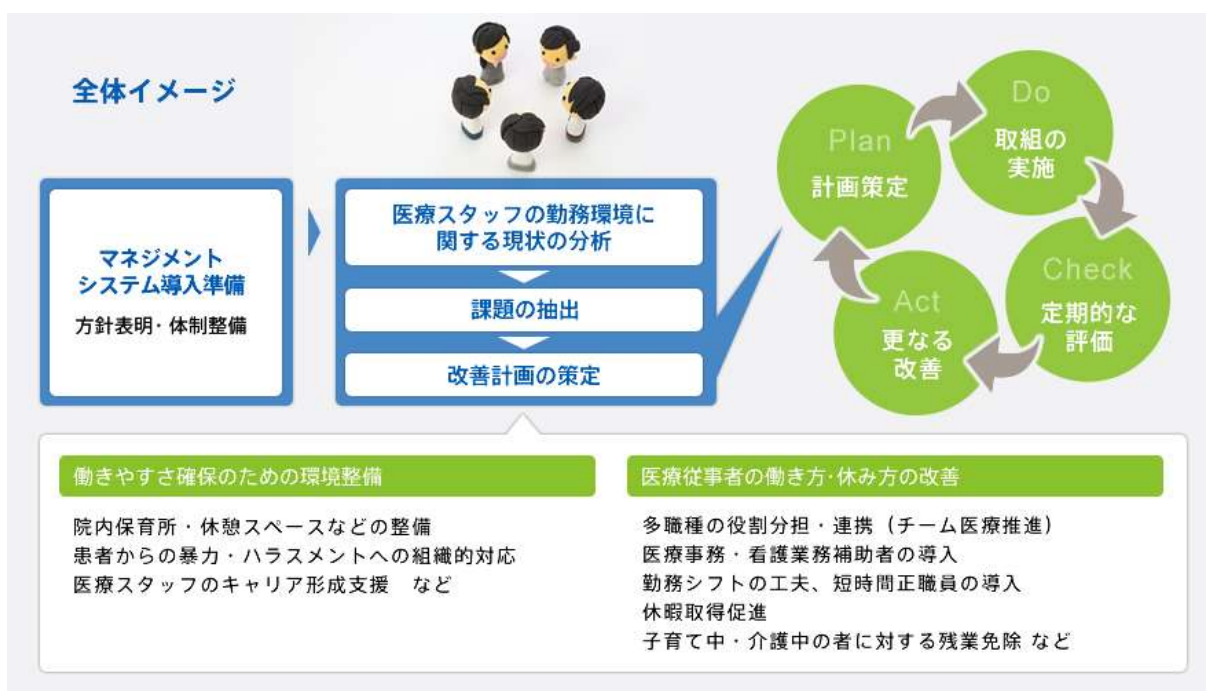 全体イメージ
マネジメント
システム導入準備
方針表明・体制整備
医療スタッフの勤務環境に
関する現状の分析
課題の抽出
改善計画の策定
Plan
計画策定
Do
取組の
実施
Check
定期的な
評価
Act
更なる
改善
働きやすさ確保のための環境整備
院内保育所・休憩スペースなどの整備
患者からの暴力・ハラスメントへの組織的対応
医療スタッフのキャリア形成支援　など
医療従事者の働き方・休み方の改善
多職種の役割分担・連携（チーム医療推進）
医療事務・看護業務補助者の導入
勤務シフトの工夫、短時間正職員の導入
休暇取得促進
子育て中・介護中の者に対する残業免除 など